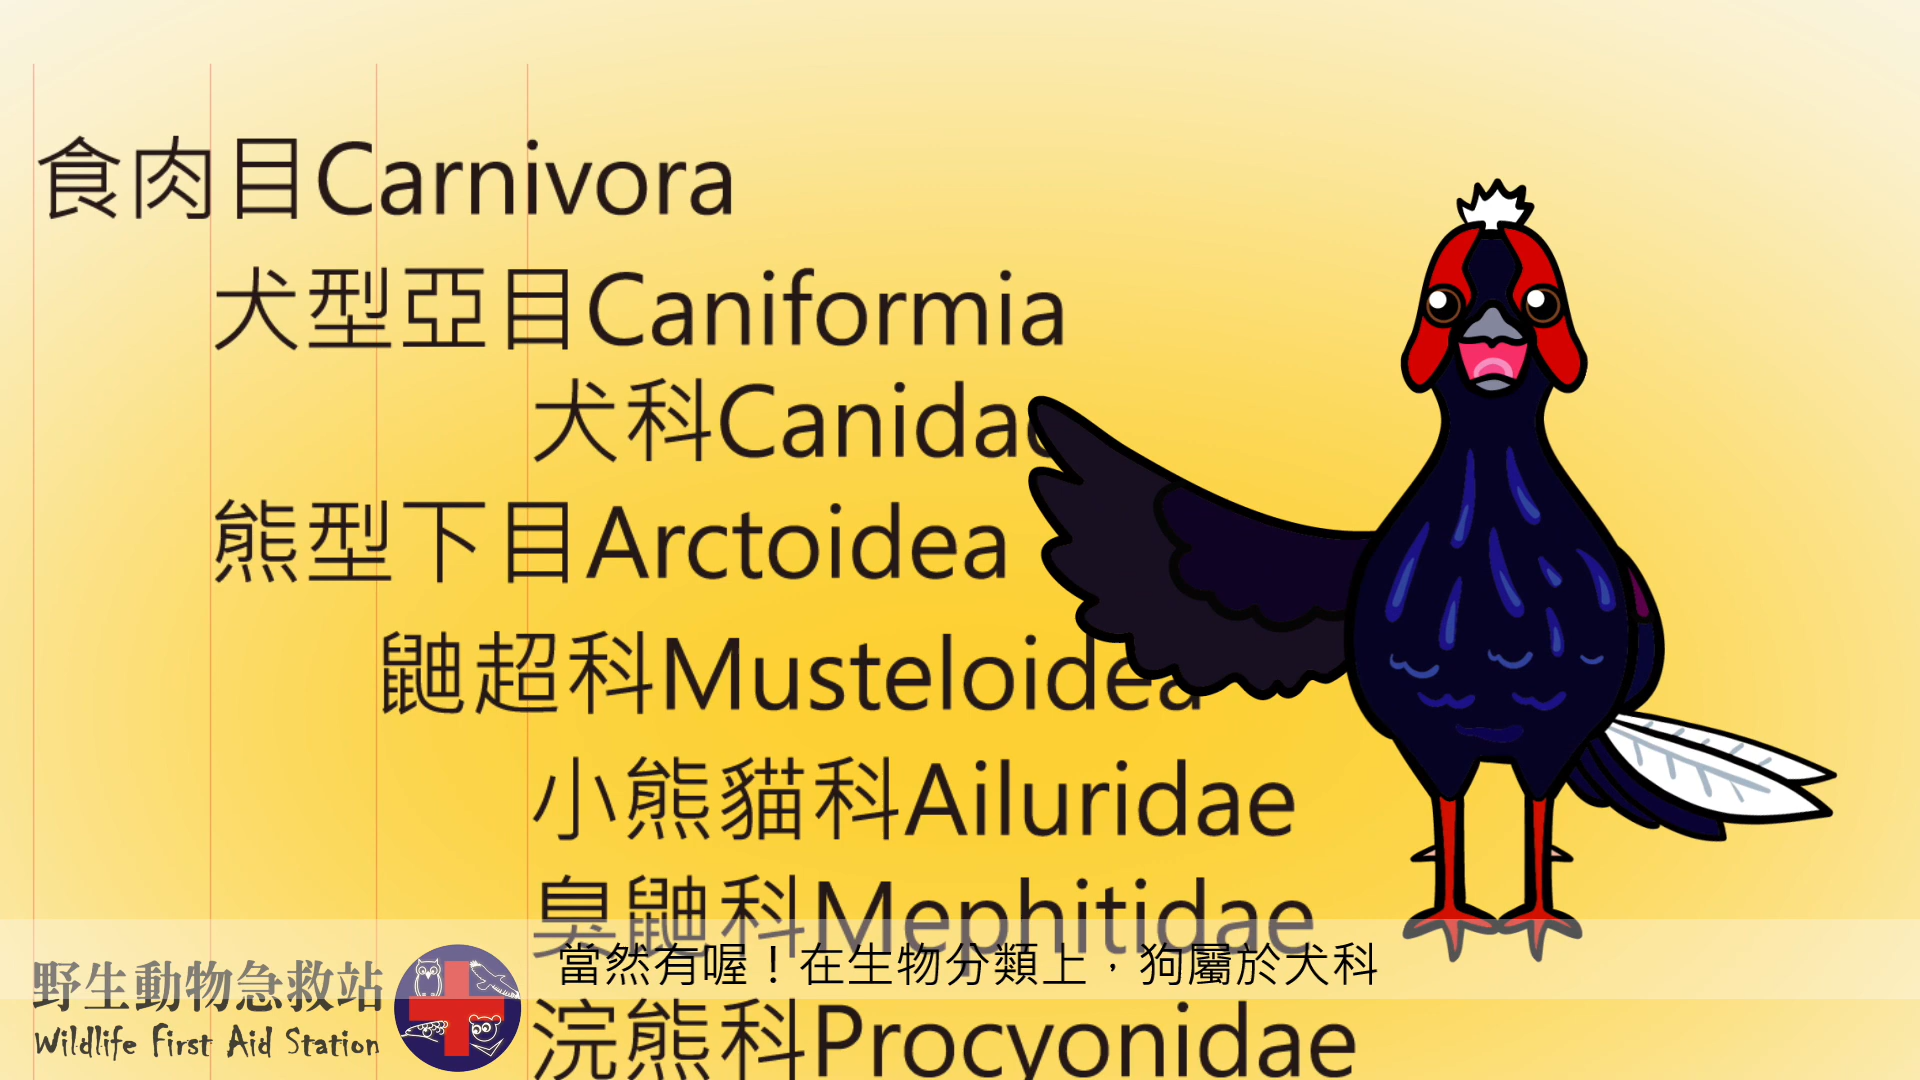 食肉目Carnivora
犬型亞目Caniformia
犬科Canidae
熊型下目Arctoidea
鼬超科Musteloidea
小熊貓科Ailuridae
臭鼬科Mephitidae
當然有喔！在生物分類上，狗屬於犬科
野生動物急救站
Wildlife First Aid Station
浣熊科Procyonidae